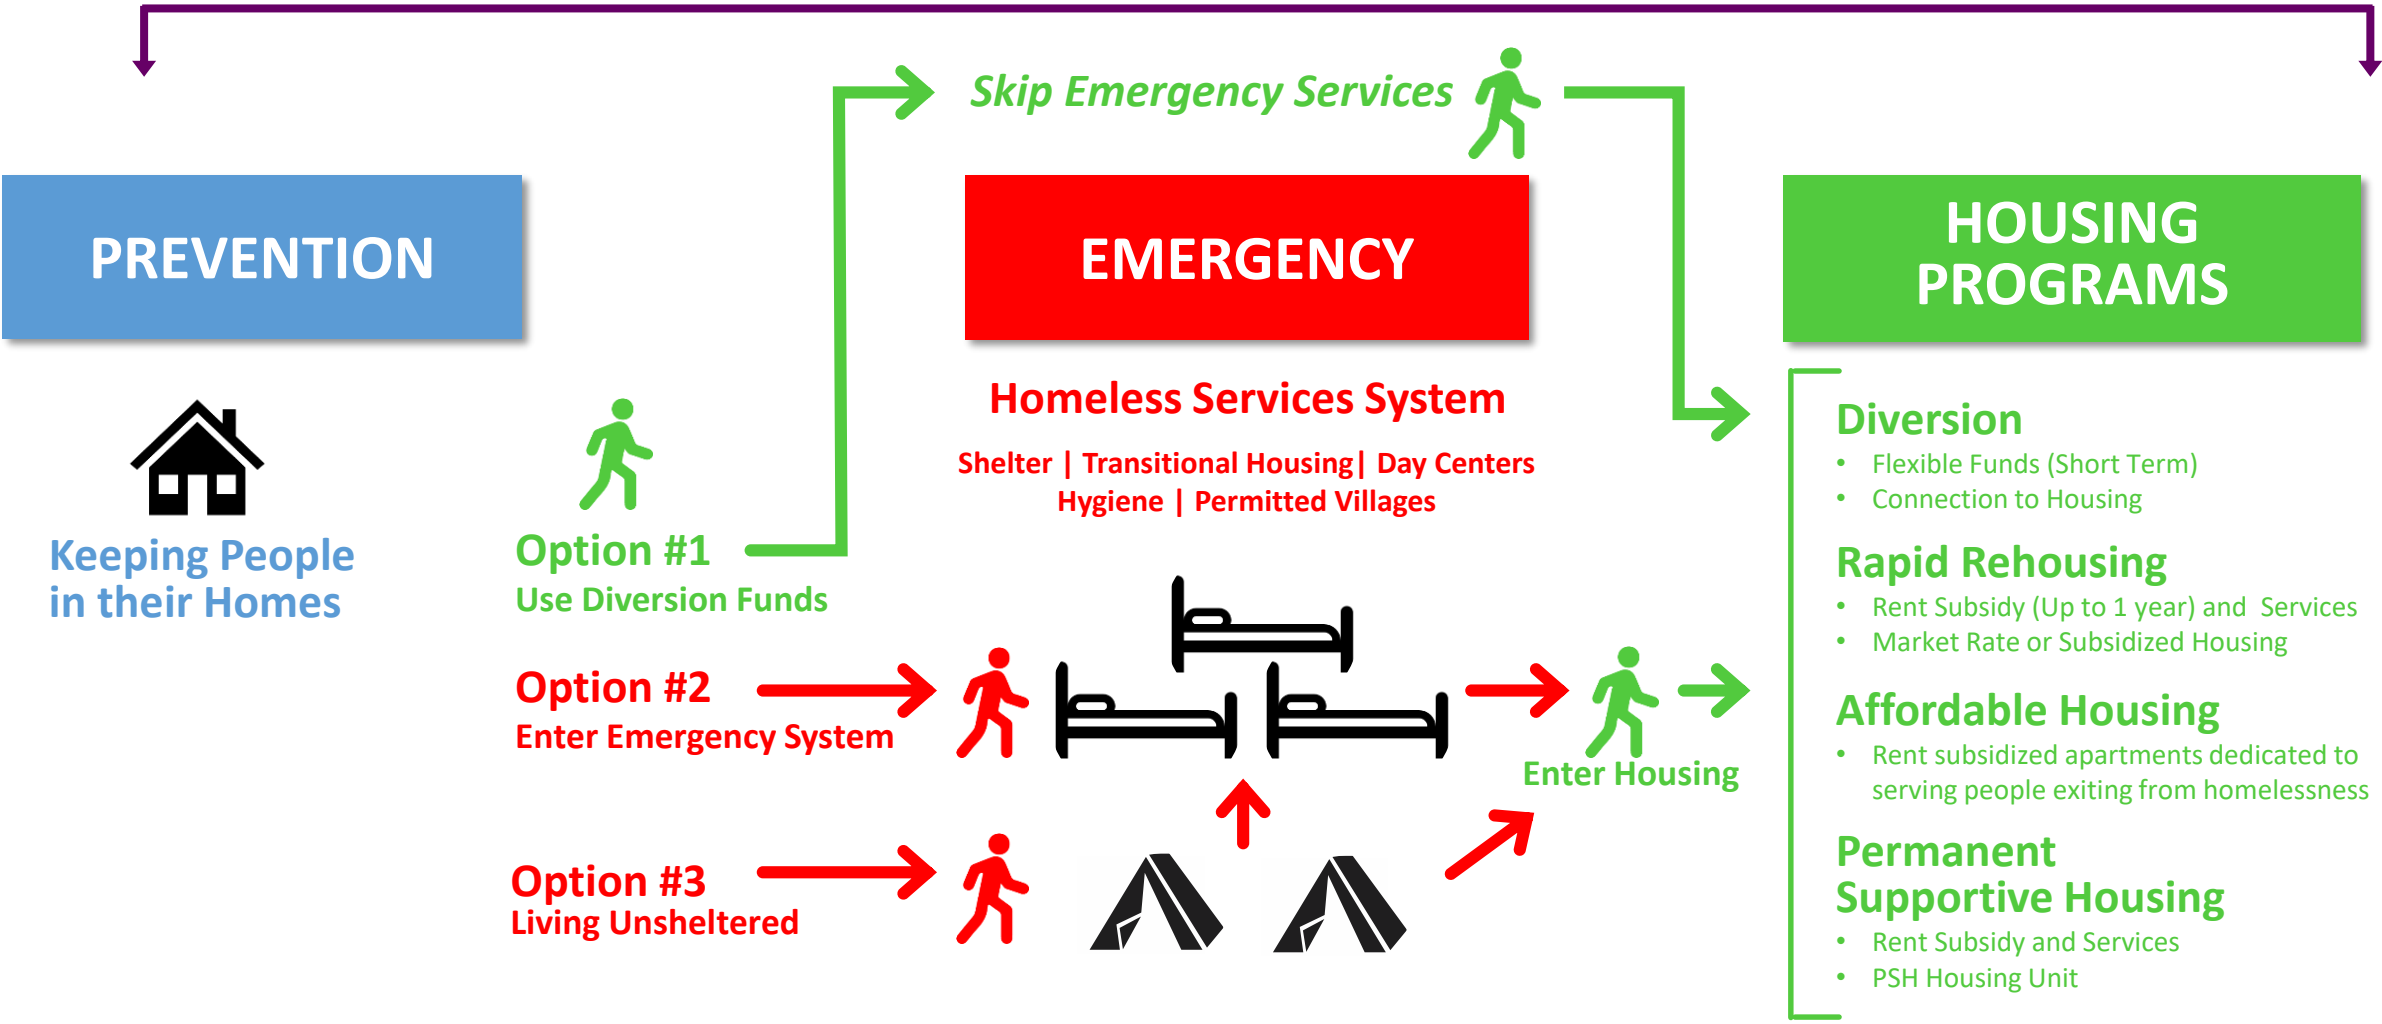 Skip Emergency Services
PREVENTION
EMERGENCY
HOUSING
PROGRAMS
Keeping People
in their Homes
Option #1
Use Diversion Funds
Option #2
Enter Emergency System
Option #3
Living Unsheltered
Homeless Services System
Shelter | Transitional Housing| Day Centers
Hygiene | Permitted Villages
Enter Housing
Diversion
• Flexible Funds (Short Term)
• Connection to Housing
Rapid Rehousing
• Rent Subsidy (Up to 1 year) and  Services
• Market Rate or Subsidized Housing
Affordable Housing
• Rent subsidized apartments dedicated to
serving people exiting from homelessness
Permanent
Supportive Housing
• Rent Subsidy and Services
• PSH Housing Unit